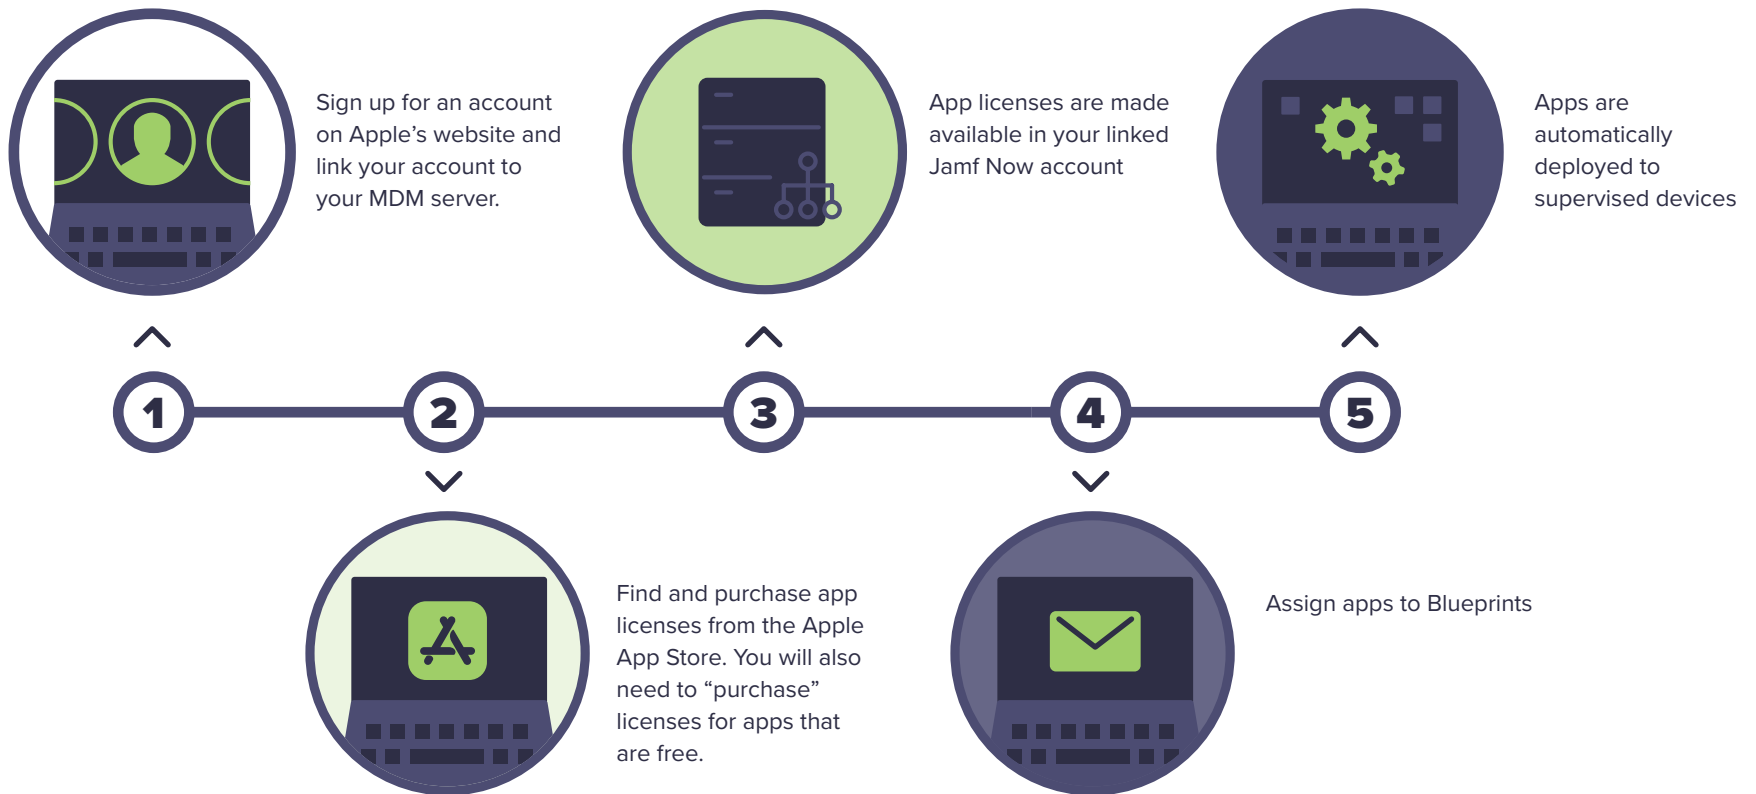 Sign up for an account
on Apple’s website and
link your account to
your MDM server.
App licenses are made
available in your linked
Jamf Now account
Apps are
automatically
deployed to
supervised devices
1
2
3
4
5
Find and purchase app
licenses from the Apple
App Store. You will also
need to “purchase”
licenses for apps that
are free.
Assign apps to Blueprints